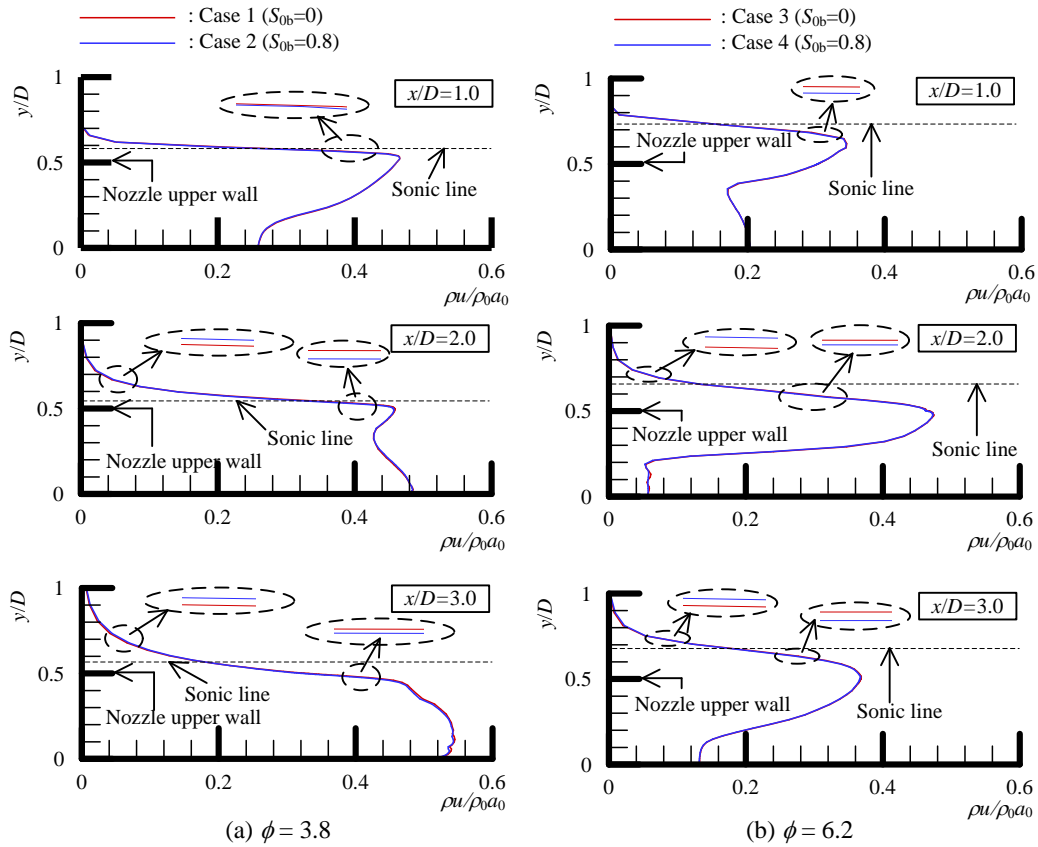 : Case 1 (S0b=0)
: Case 2 (S0b=0.8)
y/D
1
0.5
0
x/D=1.0
Nozzle upper wall
Sonic line
0 0.2 0.4 0.6
ρu/ρ0a0
y/D
1
0.5
0
x/D=2.0
Nozzle upper wall
Sonic line
0 0.2 0.4 0.6
ρu/ρ0a0
y/D
1
0.5
0
x/D=3.0
Sonic line
Nozzle upper wall
0 0.2 0.4 0.6
ρu/ρ0a0
(a) ϕ = 3.8
: Case 3 (S0b=0)
: Case 4 (S0b=0.8)
y/D
1
0.5
0
x/D=1.0
Nozzle upper wall
Sonic line
0 0.2 0.4 0.6
ρu/ρ0a0
y/D
1
0.5
0
x/D=2.0
Nozzle upper wall
Sonic line
0 0.2 0.4 0.6
ρu/ρ0a0
y/D
1
0.5
0
x/D=3.0
Nozzle upper wall
Sonic line
0 0.2 0.4 0.6
ρu/ρ0a0
(b) ϕ = 6.2